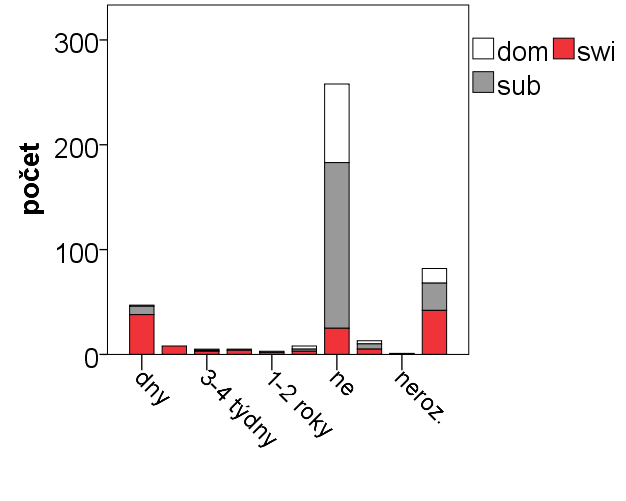 300
200
100
0
počet
dom
swi
sub
dny
3-4 týdny
1-2 roky
ne
neroz.